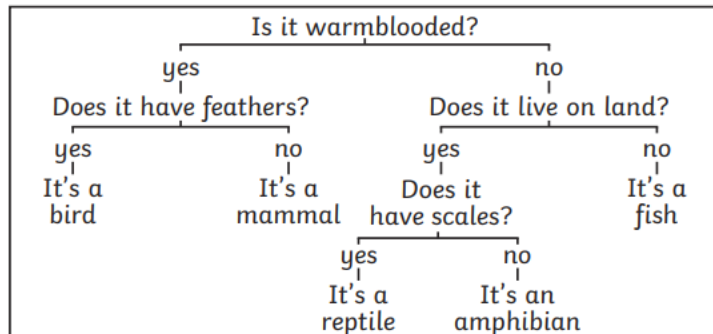 Is it warmblooded?
yes no
Does it have feathers? Does it live on land?
yes no yes no
It's a It's a Does it It's a
bird mammal have scales? fish
yes no
It's a It's an
reptile amphibian